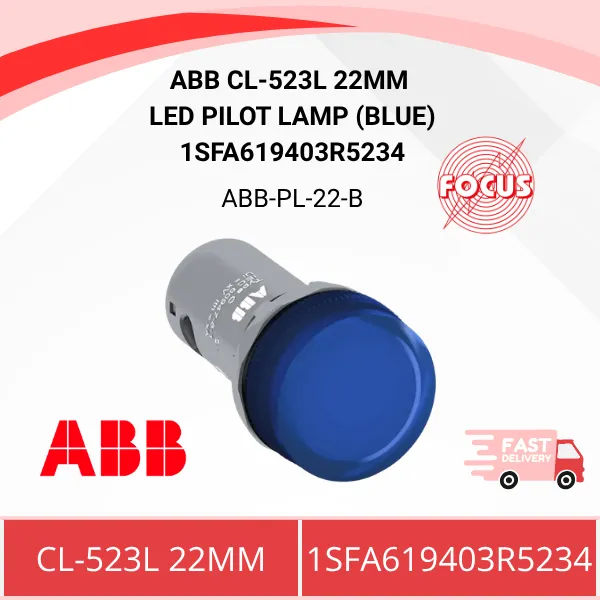 ABB CL-523L 22MM
LED PILOT LAMP (BLUE)
1SFA619403R5234
ABB-PL-22-B
FOCUS
ABB
ABB
FAST
DELIVERY
CL-523L 22MM
1SFA619403R5234